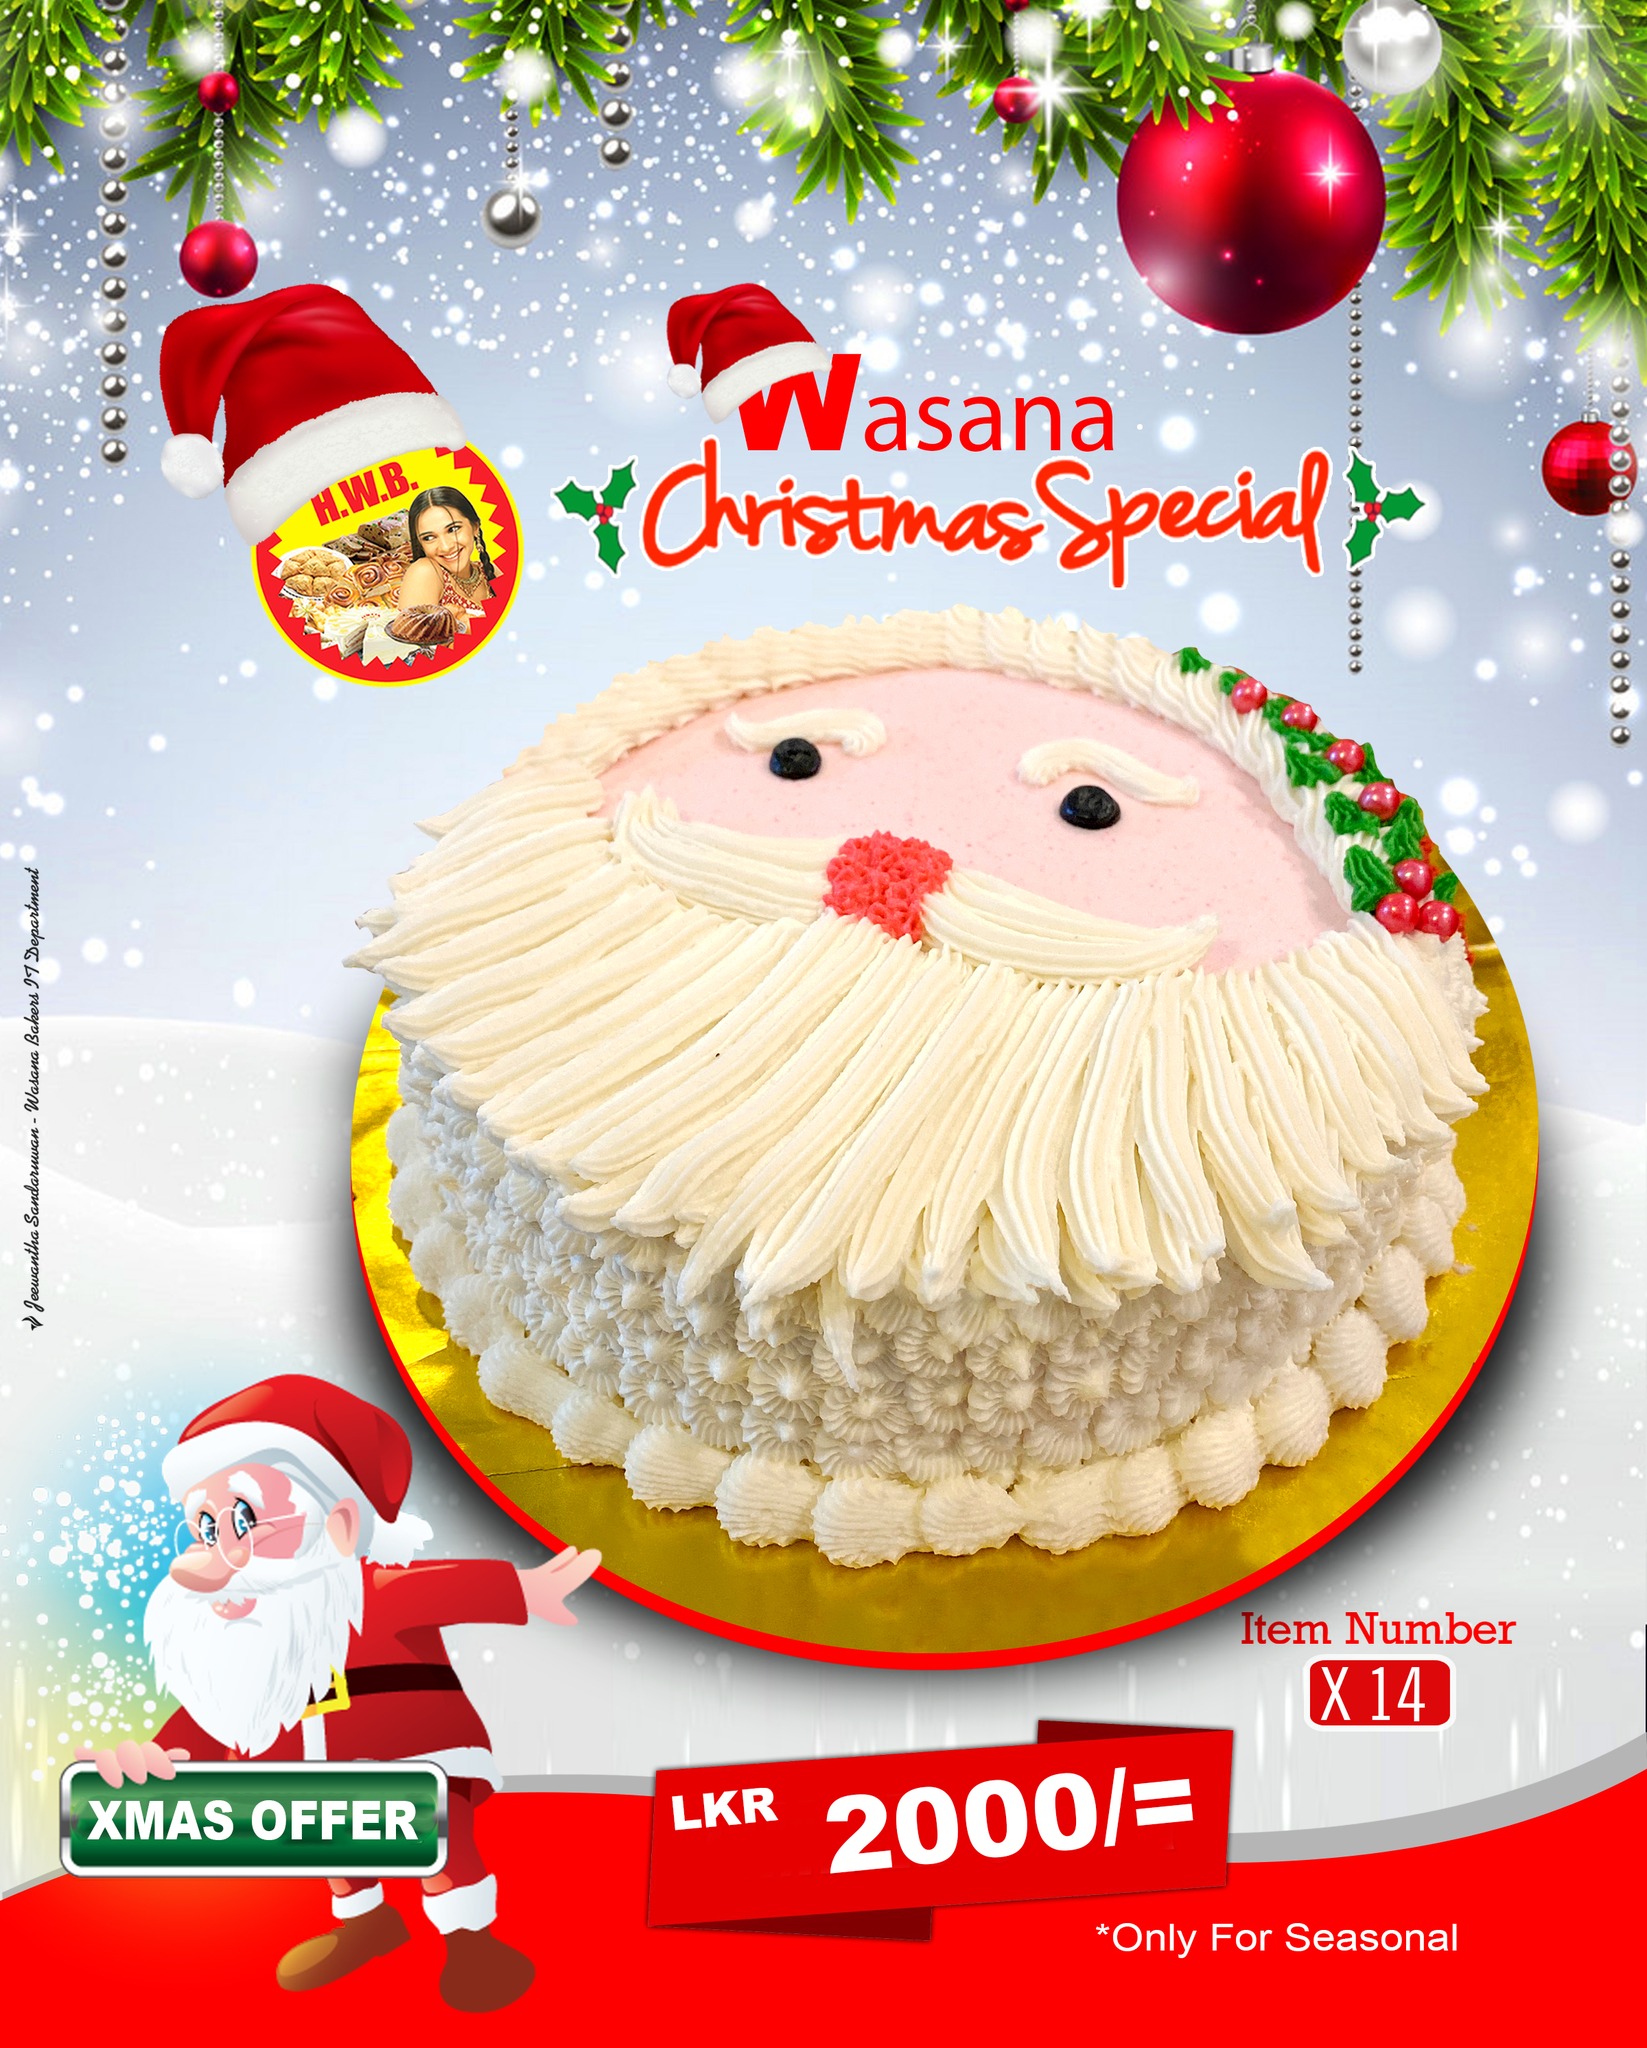 H.W.B.
Wasana
Christmas Special
Jeewantha Sandaruwan - Wasana Bakers IT Department
Item Number
X 14
XMAS OFFER
LKR 2000/=
*Only For Seasonal